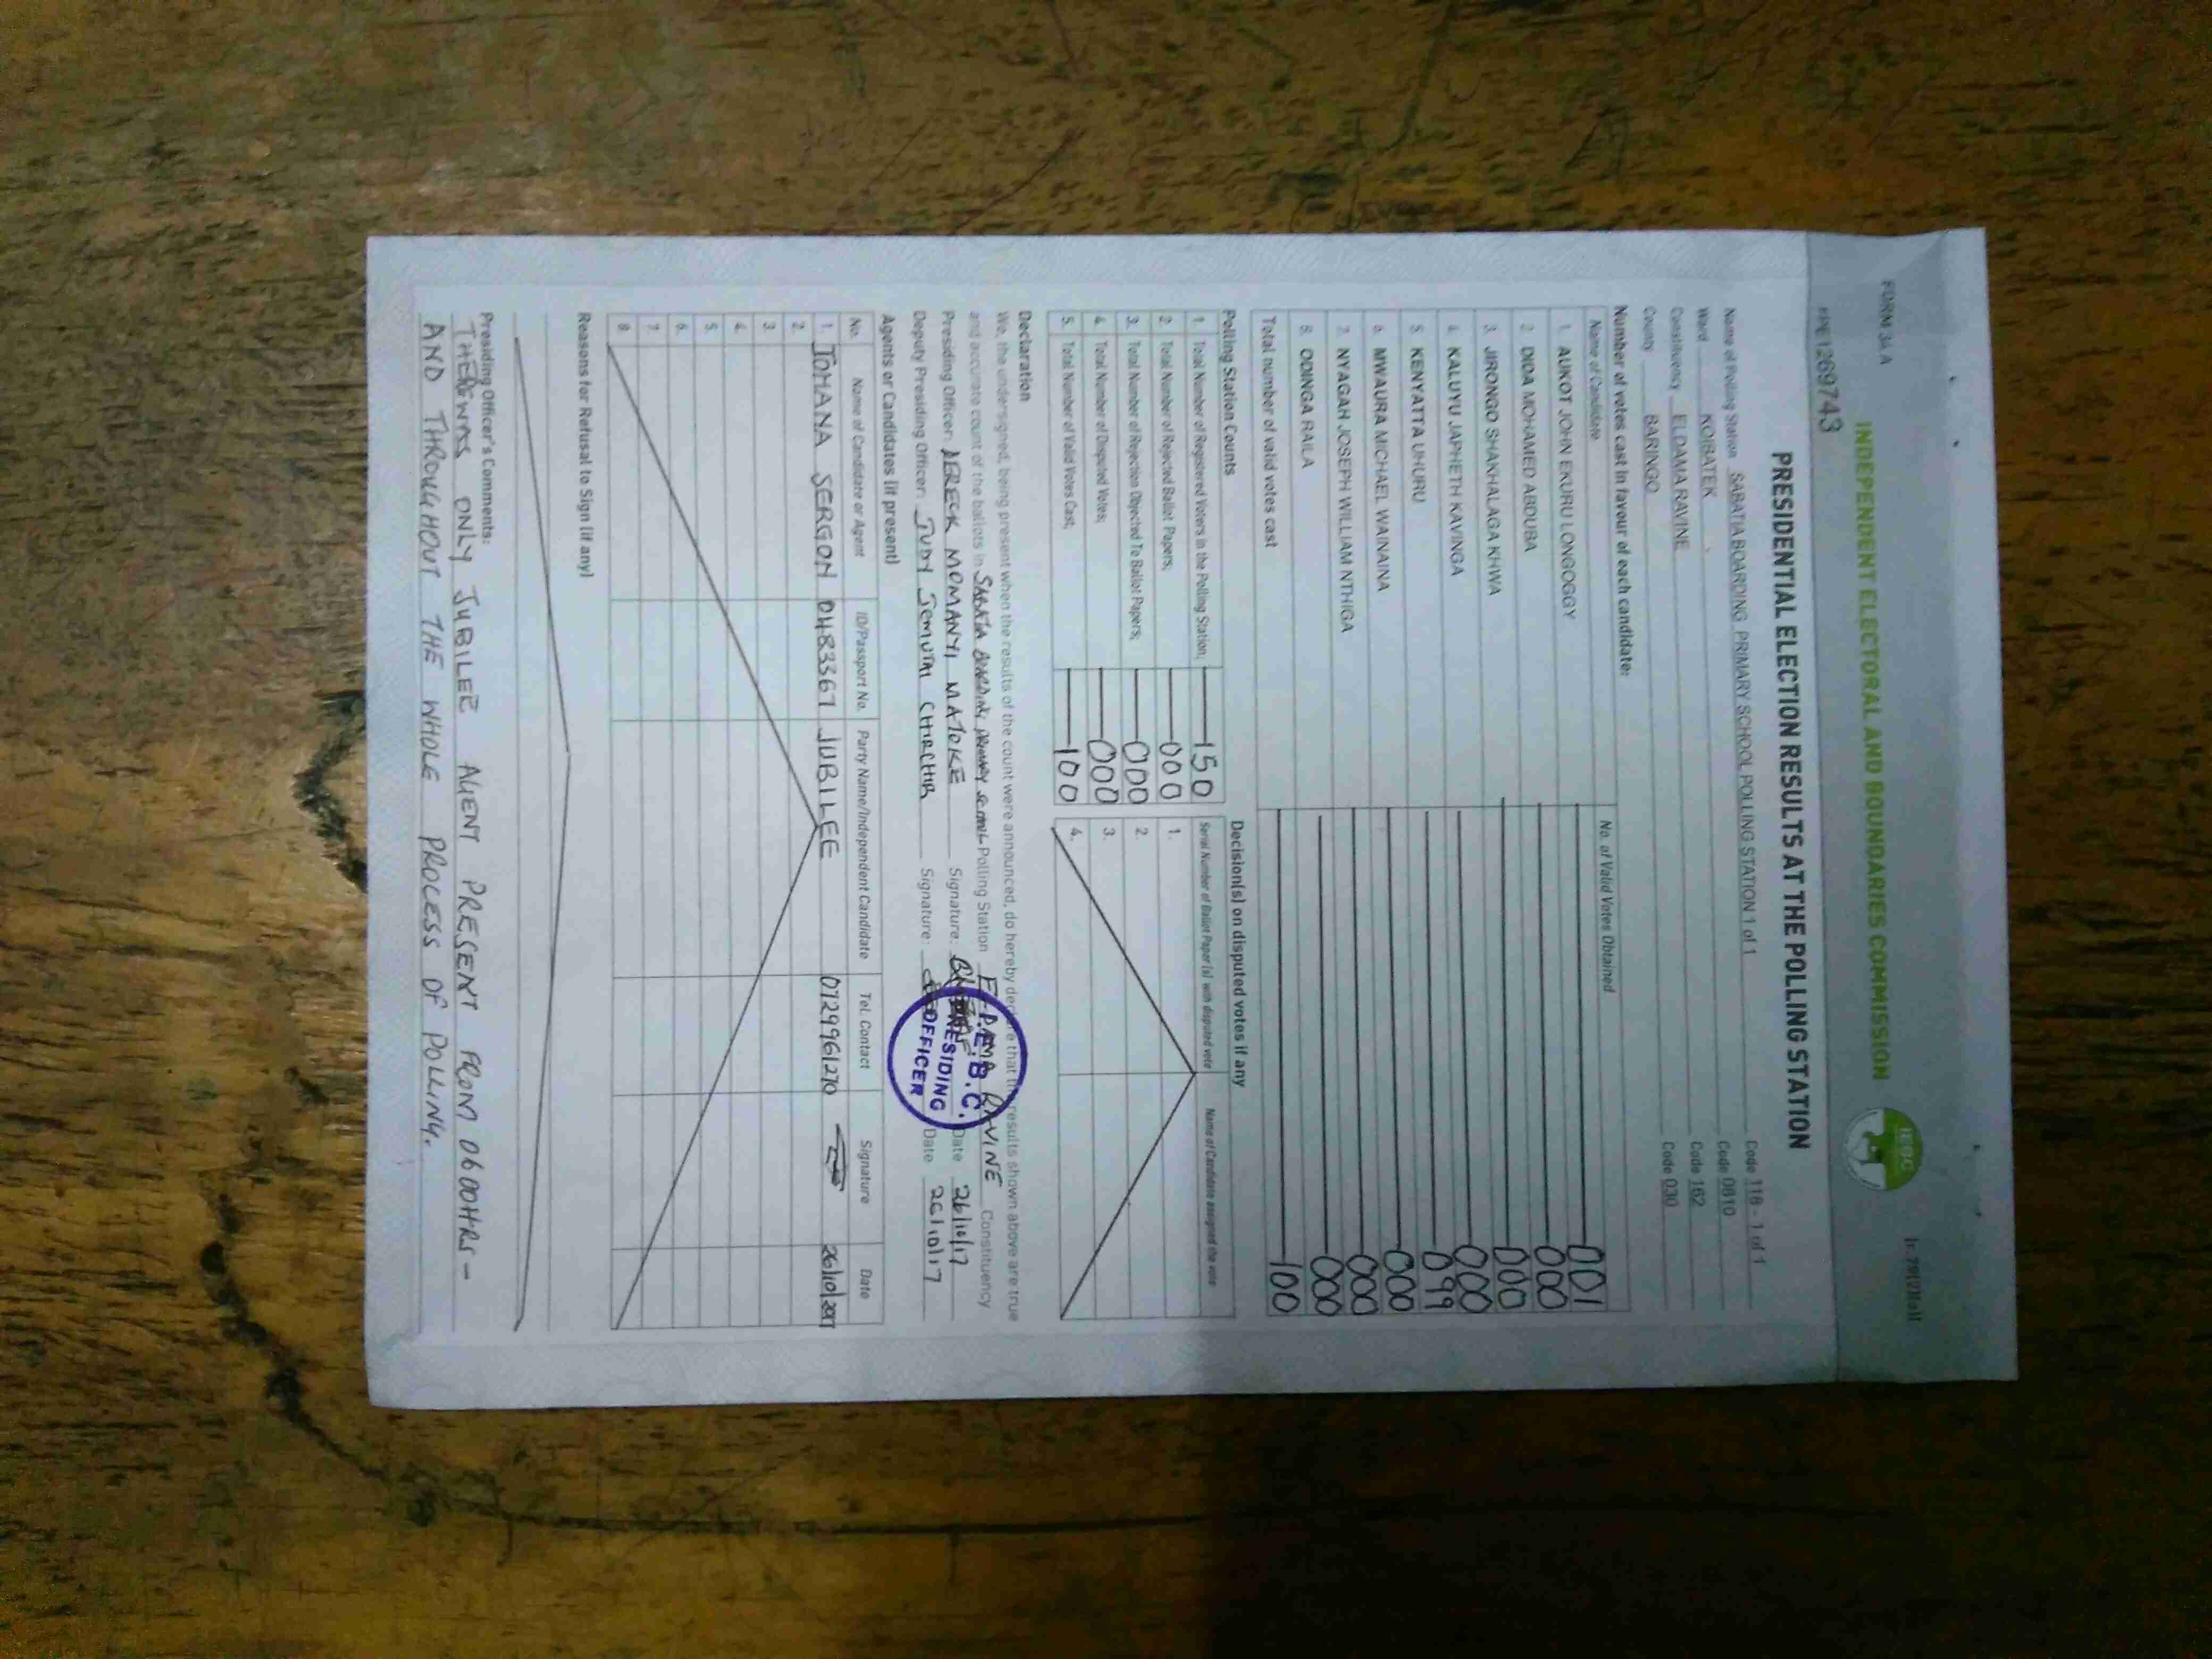 FORM 34 A
INDEPENDENT ELECTORAL AND BOUNDARIES COMMISSION
IEBC
(r.79(2)(a))
PRESIDENTIAL ELECTION RESULTS AT THE POLLING STATION
Name of Polling Station SABATIA BOARDING PRIMARY SCHOOL POLLING STATION 1 of 1 Code 118 - 1 of 1
Ward KOIBATEK Code 0810
Constituency ELDAMA RAVINE Code 162
County BARINGO Code 030
Number of votes cast in favour of each candidate:
Name of Candidate No. of Valid Votes Obtained
1. AUKOT JOHN EKURU LONGOGGY 001
2. DIDA MOHAMED ABDUBA 000
3. JIRONGO SHAKHALAGA KHWA 000
4. KALUYU JAPHETH KAVINGA 000
5. KENYATTA UHURU 099
6. MWAURA MICHAEL WAINAINA 000
7. NYAGAH JOSEPH WILLIAM NTHIGA 000
8. ODINGA RAILA 000
Total number of valid votes cast 100
Polling Station Counts
1. Total Number of Registered Voters in the Polling Station; 150
2. Total Number of Rejected Ballot Papers; 000
3. Total Number of Rejection Objected To Ballot Papers; 000
4. Total Number of Disputed Votes; 000
5. Total Number of Valid Votes Cast; 100
Decision(s) on disputed votes if any
Serial Number of Ballot Paper (s) with disputed vote Name of Candidate assigned the vote
1.
2.
3.
4.
Declaration
We, the undersigned, being present when the results of the count were announced, do hereby declare that the results shown above are true
and accurate count of the ballots in SABATIA BOARDING PRIMARY SCHOOL Polling Station ELDAMA RAVINE Constituency
Presiding Officer: DERECK MOMANYI MATOKE Signature: Date 26/10/17
Deputy Presiding Officer: JUDY JEMUTAI CHIRCHIR Signature: Date 26/10/17
I.E.B.C.
PRESIDING
OFFICER
Agents or Candidates (if present)
No. Name of Candidate or Agent ID/Passport No. Party Name/Independent Candidate Tel. Contact Signature Date
1. JOHANA SERGON 0483367 JUBILEE 0729961270 26/10/2017
2.
3.
4.
5.
6.
7.
8.
Reasons for Refusal to Sign (if any)
Presiding Officer's Comments:
THERE WAS ONLY JUBILEE AGENT PRESENT FROM 0600HRS -
AND THROUGHOUT THE WHOLE PROCESS OF POLLING.